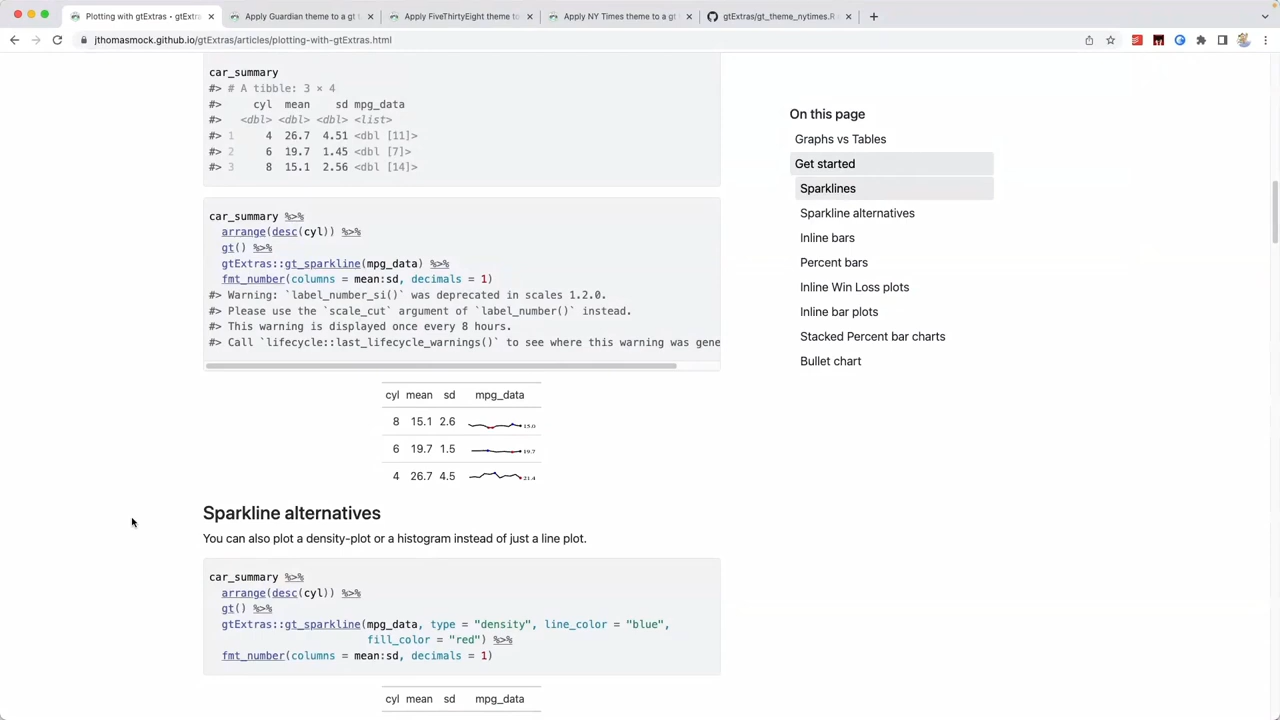 Plotting with gtExtras • gtExtra
Apply Guardian theme to a gt t
Apply FiveThirtyEight theme to
Apply NY Times theme to a gt
gtExtras/gt_theme_nytimes.R
jthomasmock.github.io/gtExtras/articles/plotting-with-gtExtras.html
car_summary
#> # A tibble: 3 × 4
#>     cyl  mean    sd mpg_data
#>   <dbl> <dbl> <dbl> <list>
#> 1     4  26.7  4.51 <dbl [11]>
#> 2     6  19.7  1.45 <dbl [7]>
#> 3     8  15.1  2.56 <dbl [14]>
car_summary %>%
  arrange(desc(cyl)) %>%
  gt() %>%
  gtExtras::gt_sparkline(mpg_data) %>%
  fmt_number(columns = mean:sd, decimals = 1)
#> Warning: `label_number_si()` was deprecated in scales 1.2.0.
#> Please use the `scale_cut` argument of `label_number()` instead.
#> This warning is displayed once every 8 hours.
#> Call `lifecycle::last_lifecycle_warnings()` to see where this warning was gene
cyl mean sd mpg_data
8 15.1 2.6 15.0
6 19.7 1.5 19.7
4 26.7 4.5 21.4
Sparkline alternatives
You can also plot a density-plot or a histogram instead of just a line plot.
car_summary %>%
  arrange(desc(cyl)) %>%
  gt() %>%
  gtExtras::gt_sparkline(mpg_data, type = "density", line_color = "blue",
                         fill_color = "red") %>%
  fmt_number(columns = mean:sd, decimals = 1)
cyl mean sd mpg_data
On this page
Graphs vs Tables
Get started
Sparklines
Sparkline alternatives
Inline bars
Percent bars
Inline Win Loss plots
Inline bar plots
Stacked Percent bar charts
Bullet chart